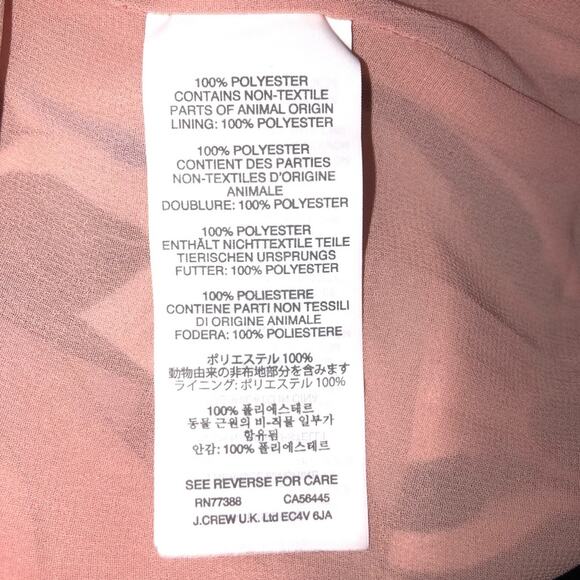 100% POLYESTER
CONTAINS NON-TEXTILE
PARTS OF ANIMAL ORIGIN
LINING: 100% POLYESTER
100% POLYESTER
CONTIENT DES PARTIES
NON-TEXTILES D'ORIGINE
ANIMALE
DOUBLURE: 100% POLYESTER
100% POLYESTER
ENTHÄLT NICHTTEXTILE TEILE
TIERISCHEN URSPRUNGS
FUTTER: 100% POLYESTER
100% POLIESTERE
CONTIENE PARTI NON TESSILI
DI ORIGINE ANIMALE
FODERA: 100% POLIESTERE
ポリエステル 100%
動物由来の非布地部分を含みます
ライニング: ポリエステル 100%
100% 폴리에스테르
동물 근원의 비-직물 일부가
함유됨
안감: 100% 폴리에스테르
SEE REVERSE FOR CARE
RN77388 CA56445
J.CREW U.K. Ltd EC4V 6JA